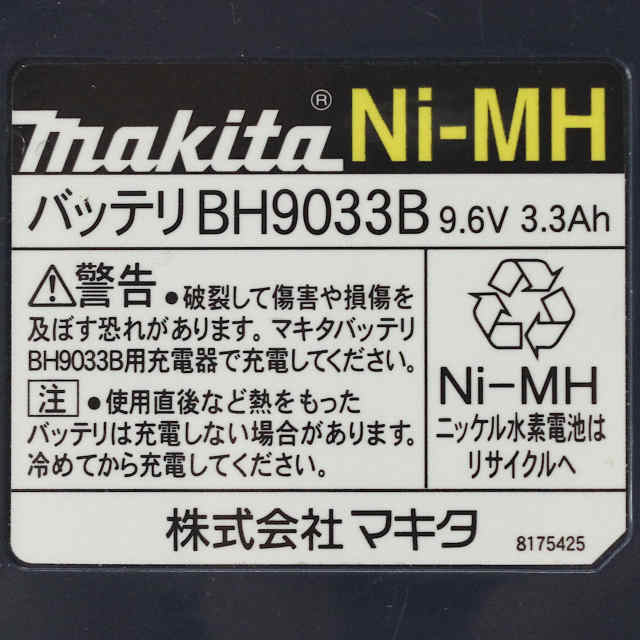 makita® Ni-MH
バッテリ BH9033B 9.6V 3.3Ah
⚠警告 ●破裂して傷害や損傷を
及ぼす恐れがあります。マキタバッテリ
BH9033B用充電器で充電してください。
注 ●使用直後など熱をもった
バッテリは充電しない場合があります。
冷めてから充電してください。
Ni-MH
ニッケル水素電池は
リサイクルへ
株式会社 マキタ
8175425